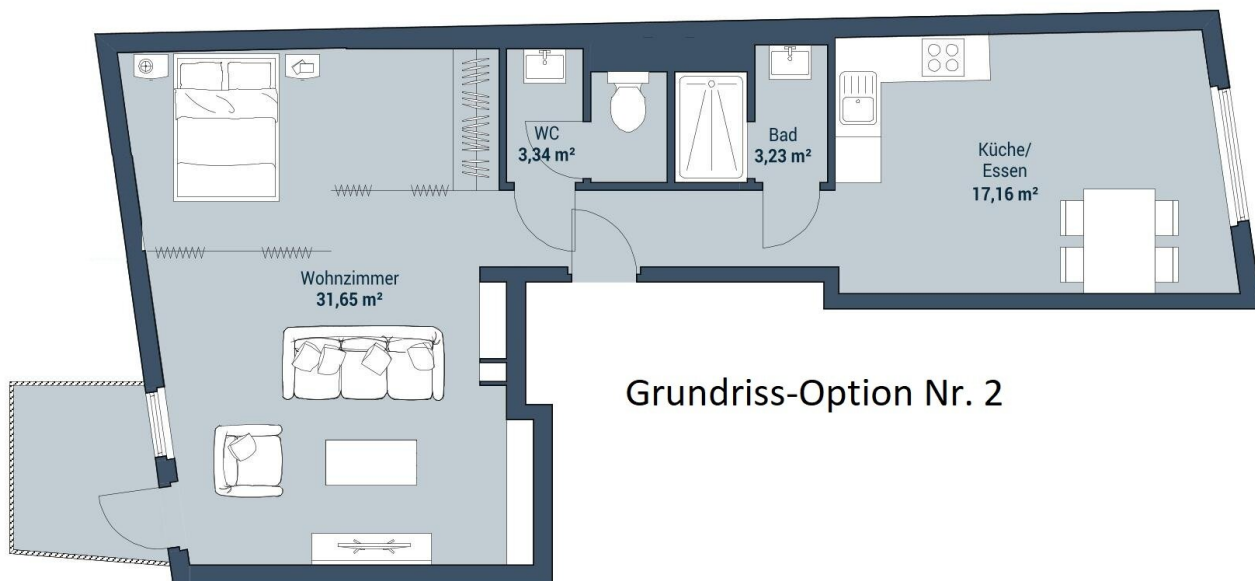 WC
3,34 m²
Bad
3,23 m²
Küche/
Essen
17,16 m²
Wohnzimmer
31,65 m²
Grundriss-Option Nr. 2